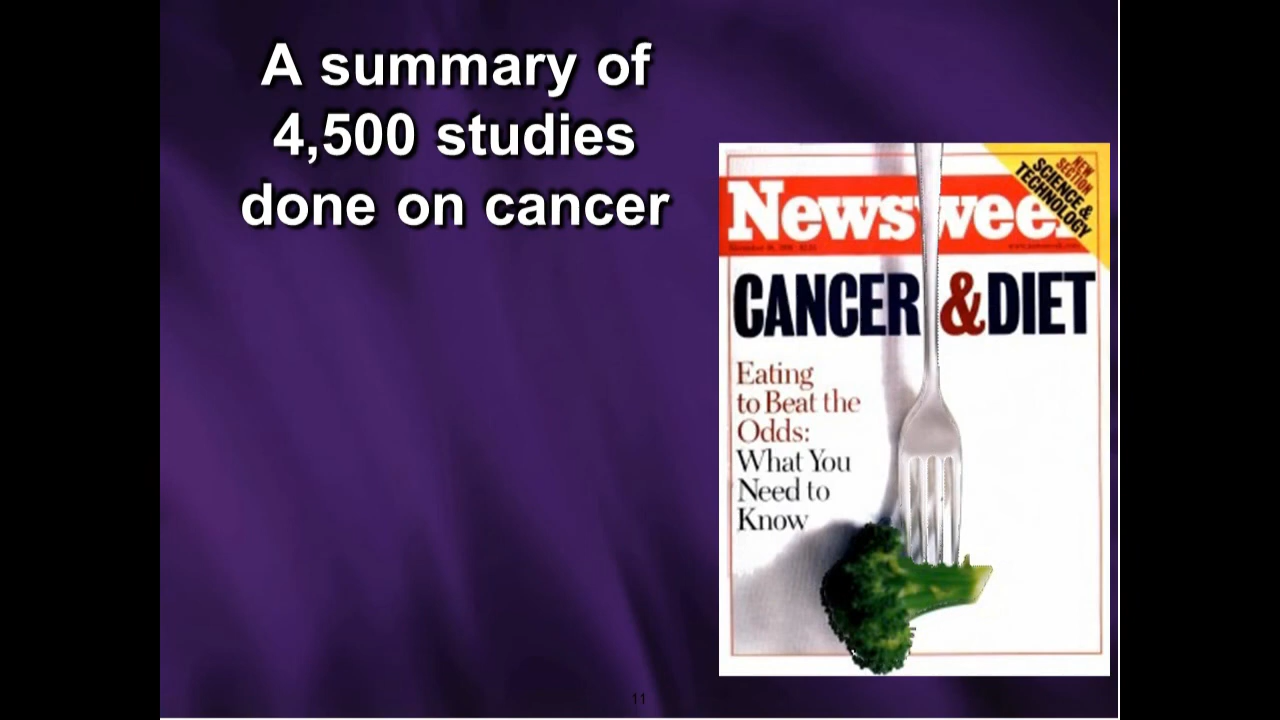 A summary of
4,500 studies
done on cancer
NEW
SECTION
SCIENCE &
TECHNOLOGY
Newsweek
CANCER & DIET
Eating
to Beat the
Odds:
What You
Need to
Know
11